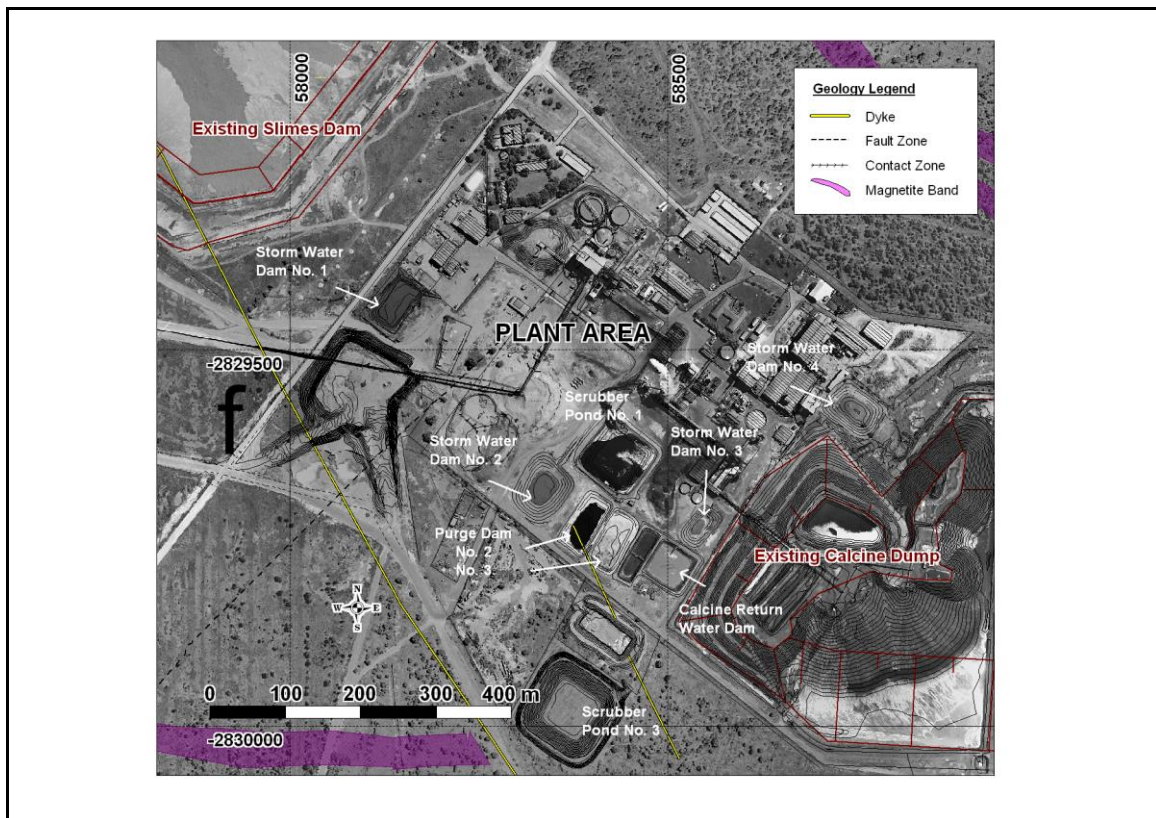 58000
58500
Geology Legend
Dyke
Fault Zone
Contact Zone
Magnetite Band
Existing Slimes Dam
Storm Water
Dam No. 1
PLANT AREA
-2829500
Storm Water
Dam No. 4
f
Scrubber
Pond No. 1
Storm Water
Dam No. 2
Storm Water
Dam No. 3
Purge Dam
No. 2
No. 3
Existing Calcine Dump
N
W
E
S
Calcine Return
Water Dam
0
100
200
300
400 m
Scrubber
Pond No. 3
-2830000